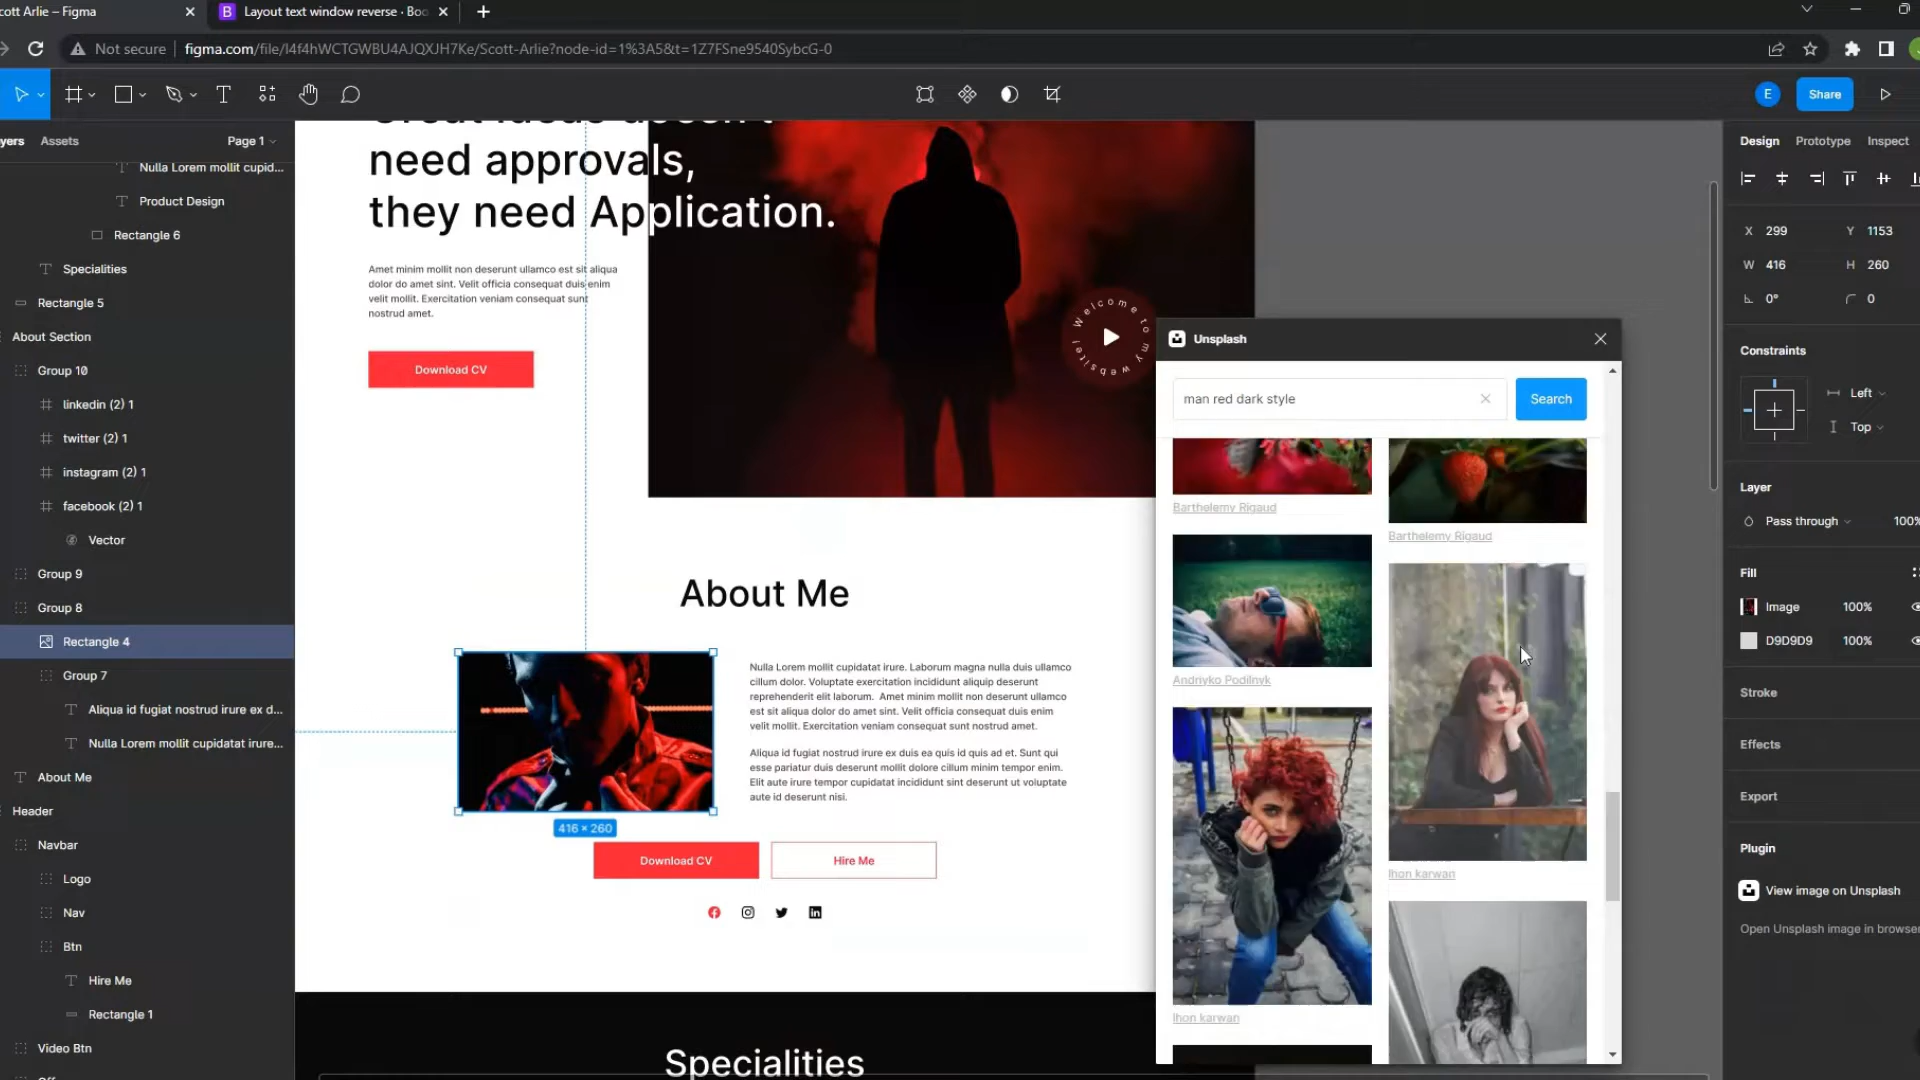 cott Arlie – Figma
Layout text window reverse · Boo
Not secure
figma.com/file/I4f4hWCTGWBU4AJQXJH7Ke/Scott-Arlie?node-id=1%3A5&t=1Z7FSne9540SybcG-0
E
Share
yers
Assets
Page 1
Nulla Lorem mollit cupid...
Product Design
Rectangle 6
Specialities
Rectangle 5
About Section
Group 10
linkedin (2) 1
twitter (2) 1
instagram (2) 1
facebook (2) 1
Vector
Group 9
Group 8
Rectangle 4
Group 7
Aliqua id fugiat nostrud irure ex d...
Nulla Lorem mollit cupidatat irure...
About Me
Header
Navbar
Logo
Nav
Btn
Hire Me
Rectangle 1
Video Btn
Great Ideas doesn't
need approvals,
they need Application.
Amet minim mollit non deserunt ullamco est sit aliqua
dolor do amet sint. Velit officia consequat duis enim
velit mollit. Exercitation veniam consequat sunt
nostrud amet.
Download CV
Welcome to my website!
About Me
Nulla Lorem mollit cupidatat irure. Laborum magna nulla duis ullamco
cillum dolor. Voluptate exercitation incididunt aliquip deserunt
reprehenderit elit laborum. Amet minim mollit non deserunt ullamco
est sit aliqua dolor do amet sint. Velit officia consequat duis enim
velit mollit. Exercitation veniam consequat sunt nostrud amet.
Aliqua id fugiat nostrud irure ex duis ea quis id quis ad et. Sunt qui
esse pariatur duis deserunt mollit dolore cillum minim tempor enim.
Elit aute irure tempor cupidatat incididunt sint deserunt ut voluptate
aute id deserunt nisi.
416 × 260
Download CV
Hire Me
Specialities
Unsplash
man red dark style
Search
Barthelemy Rigaud
Barthelemy Rigaud
Andriyko Podilnyk
Ihon karwan
Ihon karwan
Design
Prototype
Inspect
X 299
Y 1153
W 416
H 260
0°
0
Constraints
Left
Top
Layer
Pass through
100%
Fill
Image
100%
D9D9D9
100%
Stroke
Effects
Export
Plugin
View image on Unsplash
Open Unsplash image in browser